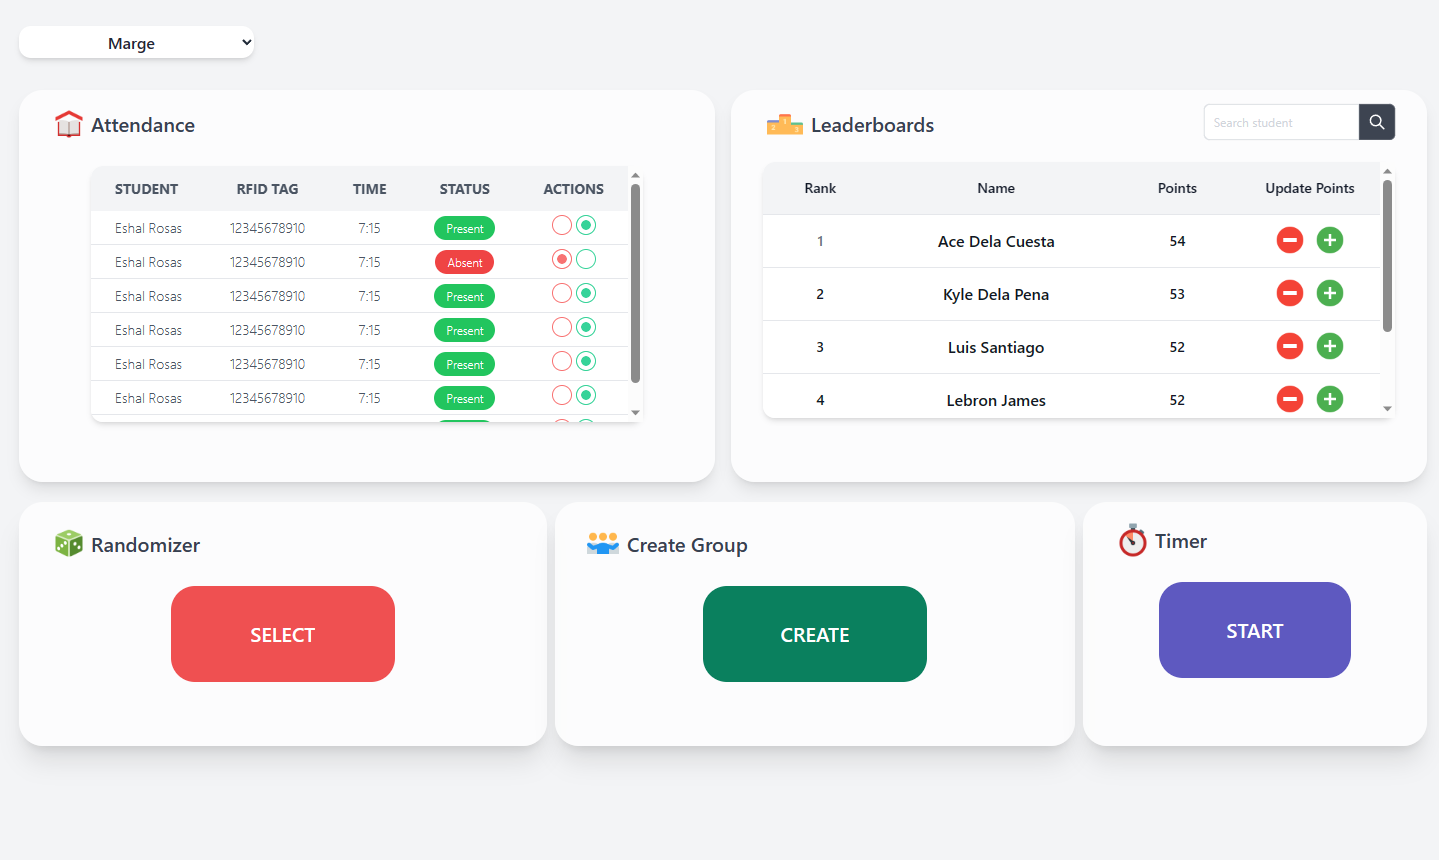 Marge
Attendance
STUDENT RFID TAG TIME STATUS ACTIONS
Eshal Rosas 12345678910 7:15 Present
Eshal Rosas 12345678910 7:15 Absent
Eshal Rosas 12345678910 7:15 Present
Eshal Rosas 12345678910 7:15 Present
Eshal Rosas 12345678910 7:15 Present
Eshal Rosas 12345678910 7:15 Present
Leaderboards
Search student
Rank Name Points Update Points
1 Ace Dela Cuesta 54
2 Kyle Dela Pena 53
3 Luis Santiago 52
4 Lebron James 52
Randomizer
SELECT
Create Group
CREATE
Timer
START